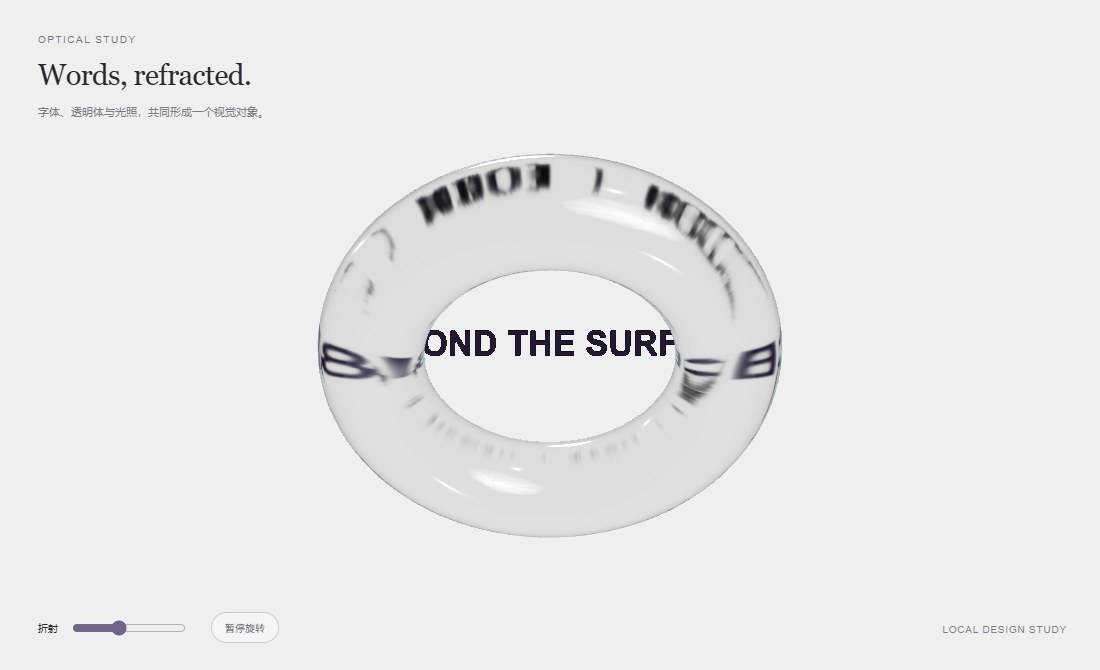 OPTICAL STUDY
Words, refracted.
字体、透明体与光照，共同形成一个视觉对象。
OND THE SURF
折射
暂停旋转
LOCAL DESIGN STUDY